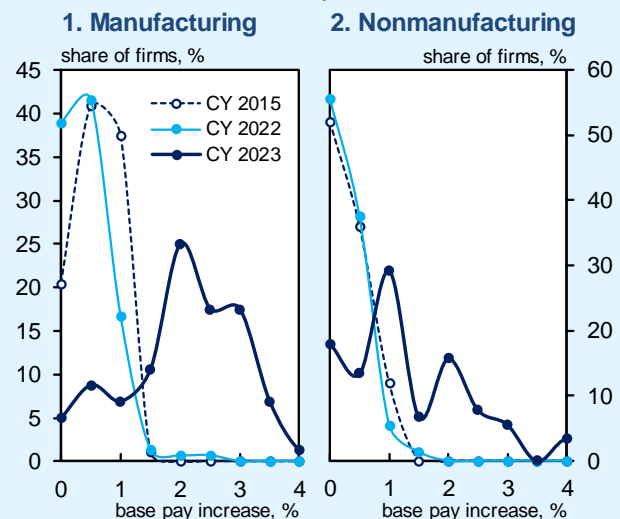 1. Manufacturing
share of firms, %
45
40
35
30
25
20
15
10
5
0
0 1 2 3 4
base pay increase, %
CY 2015
CY 2022
CY 2023
2. Nonmanufacturing
share of firms, %
60
50
40
30
20
10
0
0 1 2 3 4
base pay increase, %